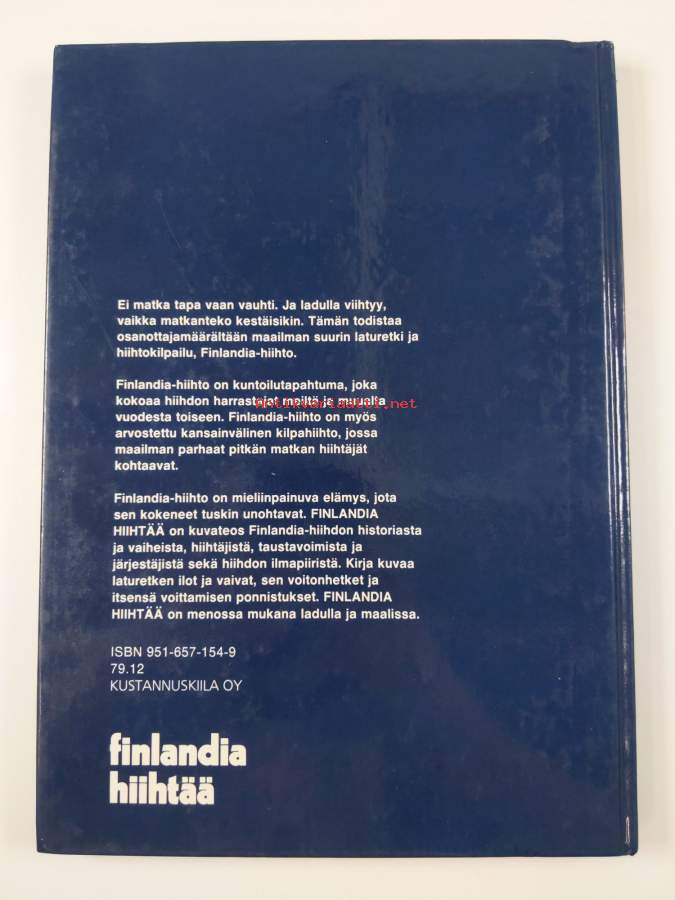 Ei matka tapa vaan vauhti. Ja ladulla viihtyy,
vaikka matkanteko kestäisikin. Tämän todistaa
osanottajamäärältään maailman suurin laturetki ja
hiihtokilpailu, Finlandia-hiihto.
Finlandia-hiihto on kuntoilutapahtuma, joka
kokoaa hiihdon harrastajat meiltä ja muualta
antikvariaatti.net
vuodesta toiseen. Finlandia-hiihto on myös
arvostettu kansainvälinen kilpahiihto, jossa
maailman parhaat pitkän matkan hiihtäjät
kohtaavat.
Finlandia-hiihto on mieliinpainuva elämys, jota
sen kokeneet tuskin unohtavat. FINLANDIA
HIIHTÄÄ on kuvateos Finlandia-hiihdon historiasta
ja vaiheista, hiihtäjistä, taustavoimista ja
järjestäjistä sekä hiihdon ilmapiiristä. Kirja kuvaa
laturetken ilot ja vaivat, sen voitonhetket ja
itsensä voittamisen ponnistukset. FINLANDIA
HIIHTÄÄ on menossa mukana ladulla ja maalissa.
ISBN 951-657-154-9
79.12
KUSTANNUSKIILA OY
finlandia
hiihtää